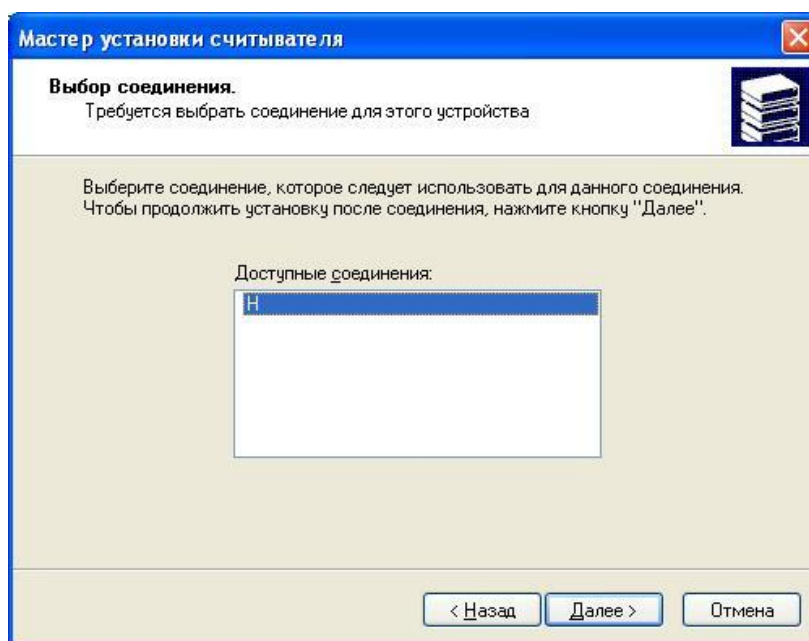 Мастер установки считывателя
Выбор соединения.
Требуется выбрать соединение для этого устройства
Выберите соединение, которое следует использовать для данного соединения.
Чтобы продолжить установку после соединения, нажмите кнопку "Далее".
Доступные соединения:
H
< Назад Далее > Отмена